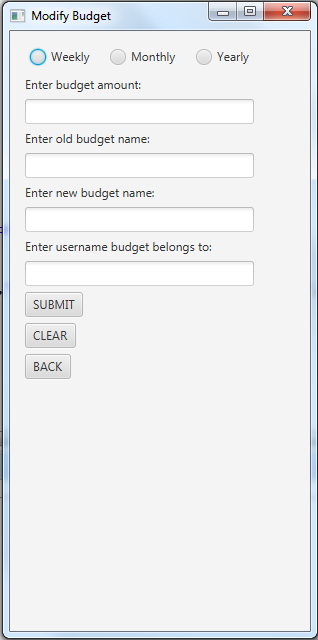 Modify Budget
Weekly Monthly Yearly
Enter budget amount:
Enter old budget name:
Enter new budget name:
Enter username budget belongs to:
SUBMIT
CLEAR
BACK